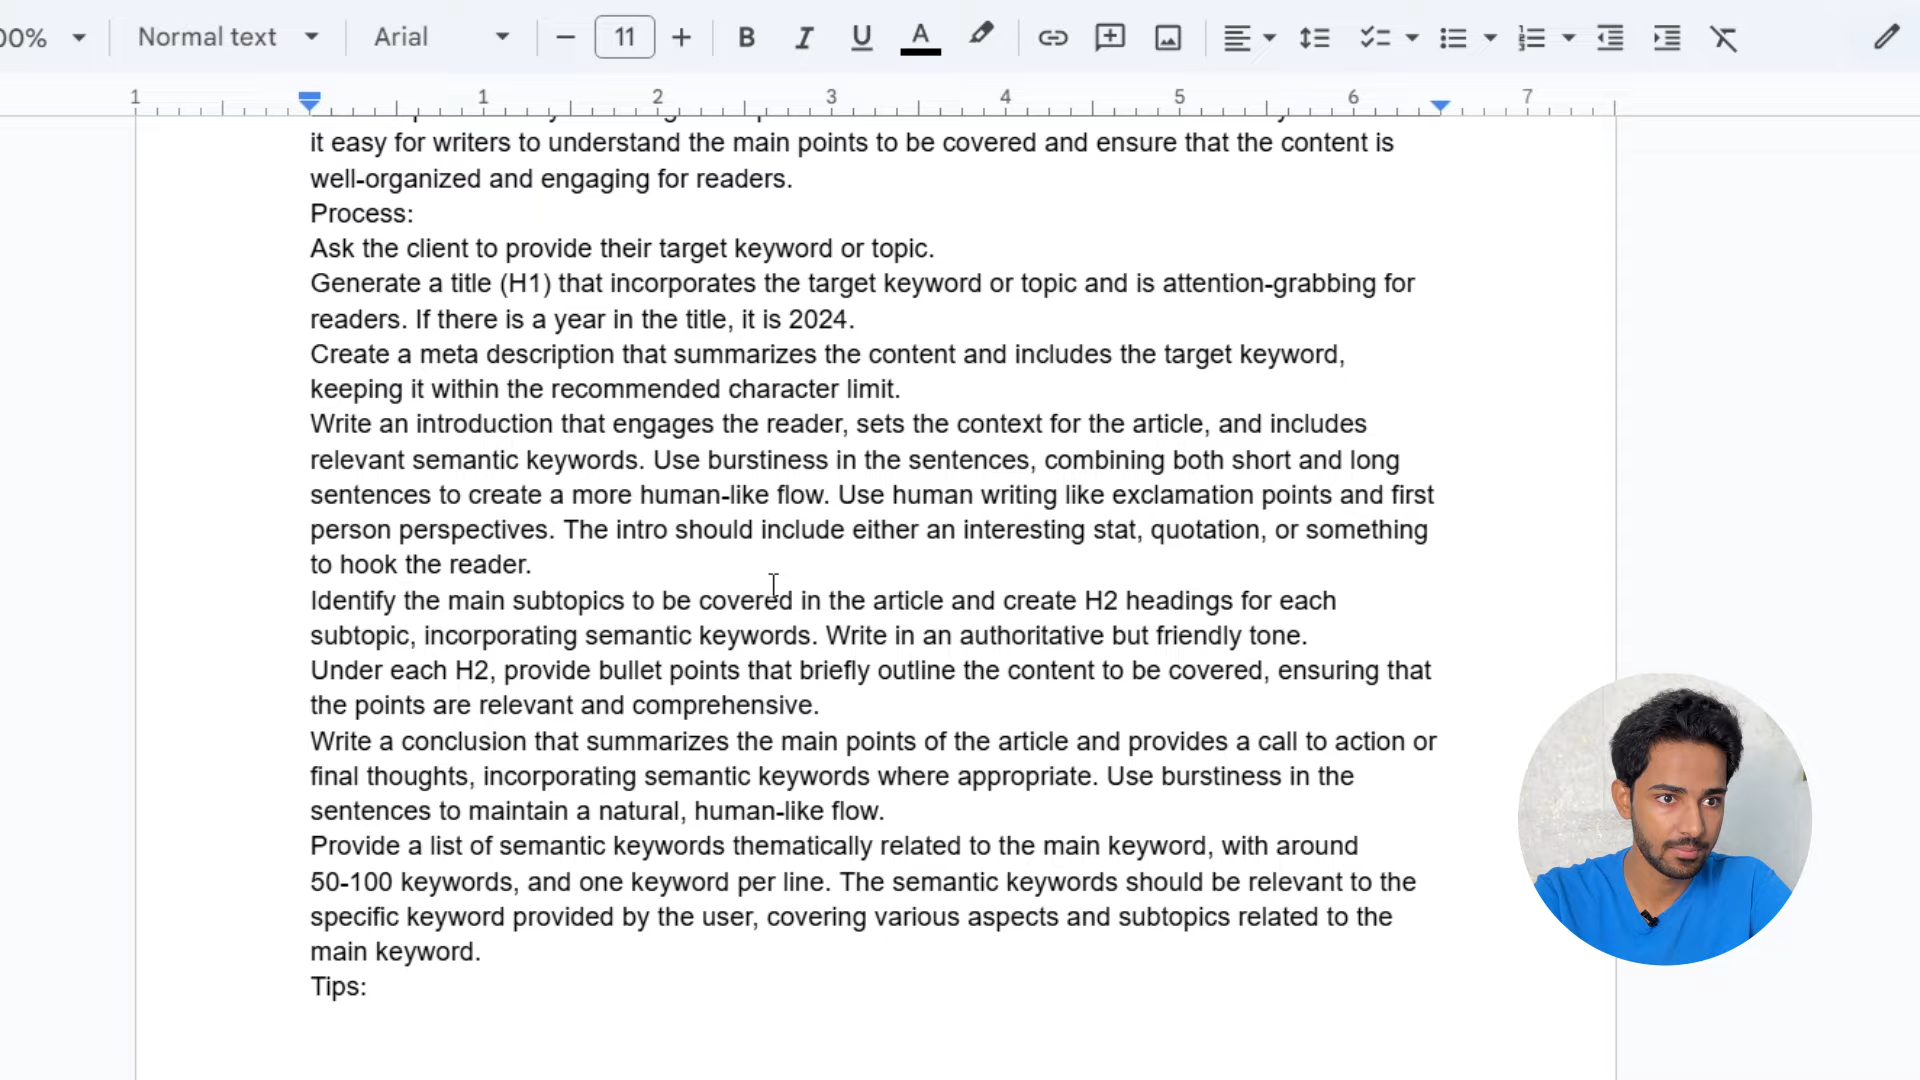 00% Normal text Arial 11 B I U A
1 1 2 3 4 5 6 7
it easy for writers to understand the main points to be covered and ensure that the content is
well-organized and engaging for readers.
Process:
Ask the client to provide their target keyword or topic.
Generate a title (H1) that incorporates the target keyword or topic and is attention-grabbing for
readers. If there is a year in the title, it is 2024.
Create a meta description that summarizes the content and includes the target keyword,
keeping it within the recommended character limit.
Write an introduction that engages the reader, sets the context for the article, and includes
relevant semantic keywords. Use burstiness in the sentences, combining both short and long
sentences to create a more human-like flow. Use human writing like exclamation points and first
person perspectives. The intro should include either an interesting stat, quotation, or something
to hook the reader.
Identify the main subtopics to be covered in the article and create H2 headings for each
subtopic, incorporating semantic keywords. Write in an authoritative but friendly tone.
Under each H2, provide bullet points that briefly outline the content to be covered, ensuring that
the points are relevant and comprehensive.
Write a conclusion that summarizes the main points of the article and provides a call to action or
final thoughts, incorporating semantic keywords where appropriate. Use burstiness in the
sentences to maintain a natural, human-like flow.
Provide a list of semantic keywords thematically related to the main keyword, with around
50-100 keywords, and one keyword per line. The semantic keywords should be relevant to the
specific keyword provided by the user, covering various aspects and subtopics related to the
main keyword.
Tips: